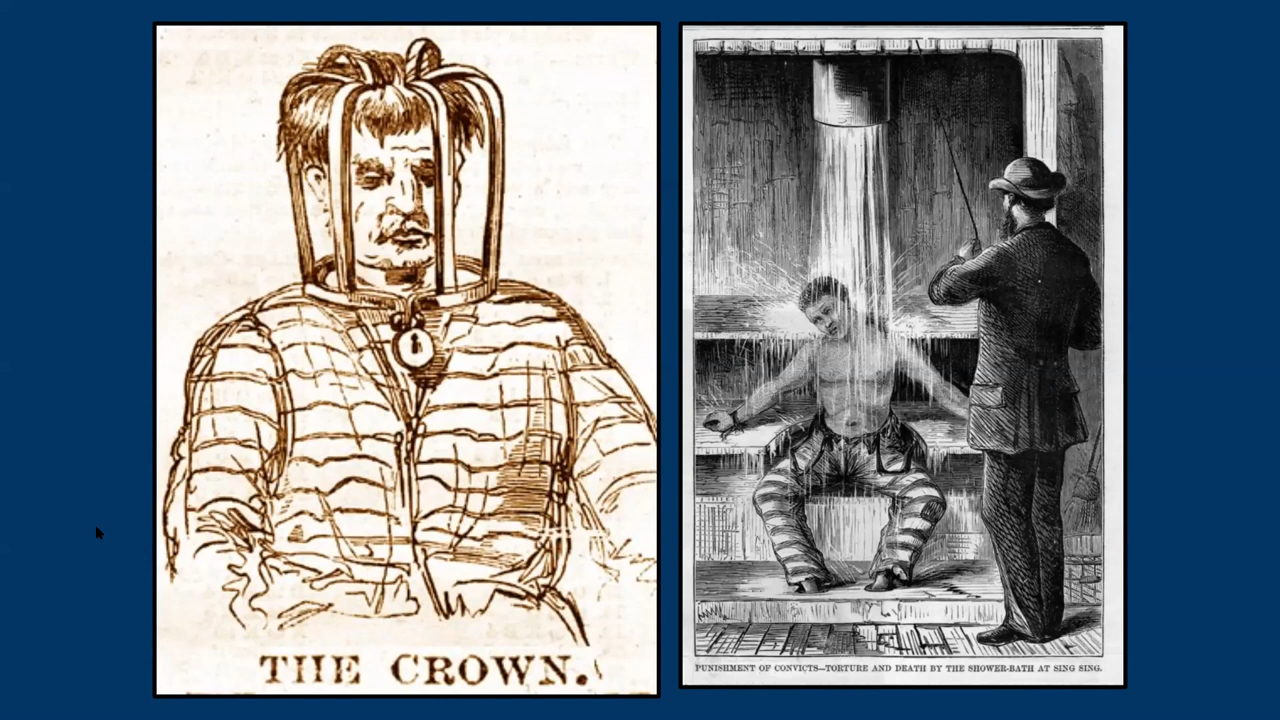 THE CROWN.
PUNISHMENT OF CONVICTS—TORTURE AND DEATH BY THE SHOWER-BATH AT SING SING.